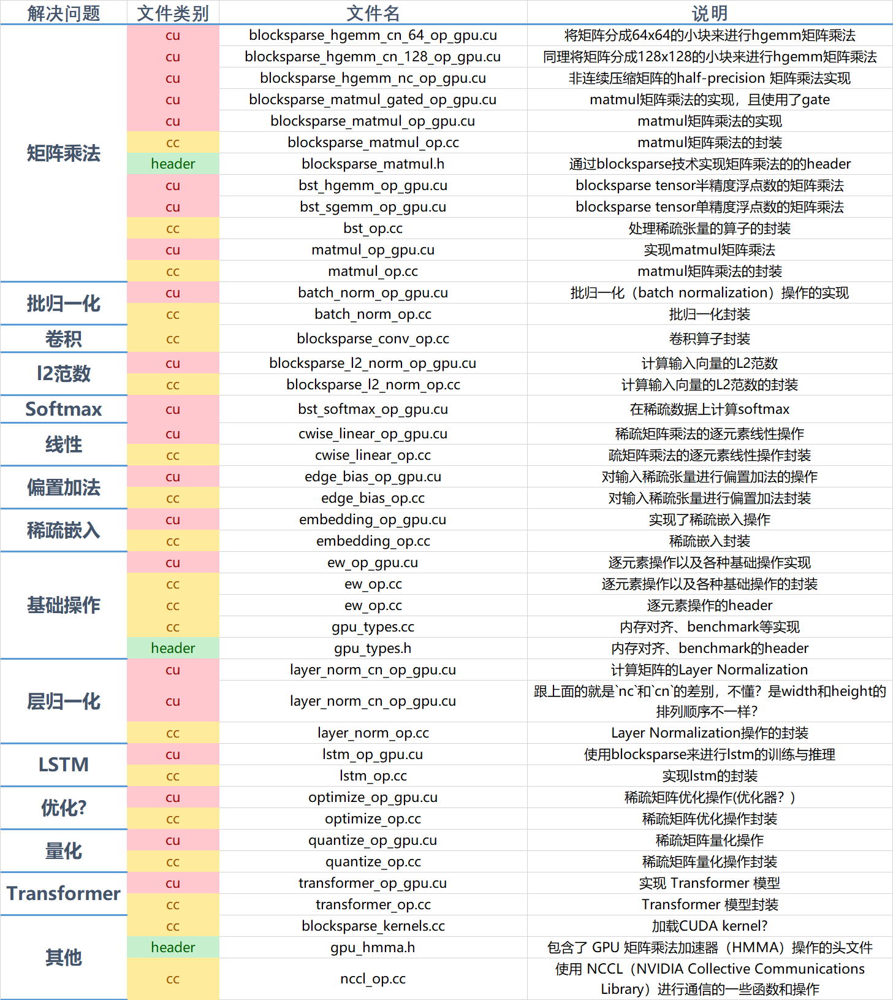 解决问题 文件类别 文件名 说明
矩阵乘法 cu blocksparse_hgemm_cn_64_op_gpu.cu 将矩阵分成64x64的小块来进行hgemm矩阵乘法
cu blocksparse_hgemm_cn_128_op_gpu.cu 同理将矩阵分成128x128的小块来进行hgemm矩阵乘法
cu blocksparse_hgemm_nc_op_gpu.cu 非连续压缩矩阵的half-precision 矩阵乘法实现
cu blocksparse_matmul_gated_op_gpu.cu matmul矩阵乘法的实现，且使用了gate
cu blocksparse_matmul_op_gpu.cu matmul矩阵乘法的实现
cc blocksparse_matmul_op.cc matmul矩阵乘法的封装
header blocksparse_matmul.h 通过blocksparse技术实现矩阵乘法的的header
cu bst_hgemm_op_gpu.cu blocksparse tensor半精度浮点数的矩阵乘法
cu bst_sgemm_op_gpu.cu blocksparse tensor单精度浮点数的矩阵乘法
cc bst_op.cc 处理稀疏张量的算子的封装
cu matmul_op_gpu.cu 实现matmul矩阵乘法
cc matmul_op.cc matmul矩阵乘法的封装
批归一化 cu batch_norm_op_gpu.cu 批归一化（batch normalization）操作的实现
cc batch_norm_op.cc 批归一化封装
卷积 cc blocksparse_conv_op.cc 卷积算子封装
l2范数 cu blocksparse_l2_norm_op_gpu.cu 计算输入向量的L2范数
cc blocksparse_l2_norm_op.cc 计算输入向量的L2范数的封装
Softmax cu bst_softmax_op_gpu.cu 在稀疏数据上计算softmax
线性 cu cwise_linear_op_gpu.cu 稀疏矩阵乘法的逐元素线性操作
cc cwise_linear_op.cc 疏矩阵乘法的逐元素线性操作封装
偏置加法 cu edge_bias_op_gpu.cu 对输入稀疏张量进行偏置加法的操作
cc edge_bias_op.cc 对输入稀疏张量进行偏置加法封装
稀疏嵌入 cu embedding_op_gpu.cu 实现了稀疏嵌入操作
cc embedding_op.cc 稀疏嵌入封装
基础操作 cu ew_op_gpu.cu 逐元素操作以及各种基础操作实现
cc ew_op.cc 逐元素操作以及各种基础操作的封装
cc ew_op.cc 逐元素操作的header
cc gpu_types.cc 内存对齐、benchmark等实现
header gpu_types.h 内存对齐、benchmark的header
层归一化 cu layer_norm_cn_op_gpu.cu 计算矩阵的Layer Normalization
cu layer_norm_cn_op_gpu.cu 跟上面的就是`nc`和`cn`的差别，不懂？是width和height的
排列顺序不一样？
cc layer_norm_op.cc Layer Normalization操作的封装
LSTM cu lstm_op_gpu.cu 使用blocksparse来进行lstm的训练与推理
cc lstm_op.cc 实现lstm的封装
优化? cu optimize_op_gpu.cu 稀疏矩阵优化操作(优化器？)
cc optimize_op.cc 稀疏矩阵优化操作封装
量化 cu quantize_op_gpu.cu 稀疏矩阵量化操作
cc quantize_op.cc 稀疏矩阵量化操作封装
Transformer cu transformer_op_gpu.cu 实现 Transformer 模型
cc transformer_op.cc Transformer 模型封装
其他 cc blocksparse_kernels.cc 加载CUDA kernel?
header gpu_hmma.h 包含了 GPU 矩阵乘法加速器（HMMA）操作的头文件
cc nccl_op.cc 使用 NCCL（NVIDIA Collective Communications
Library）进行通信的一些函数和操作